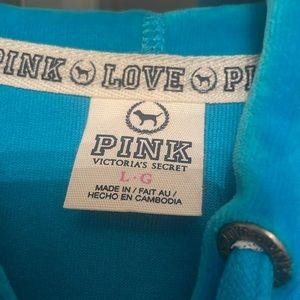 PINK LOVE PI
PINK
VICTORIA'S SECRET
L·G
MADE IN / FAIT AU /
HECHO EN CAMBODIA